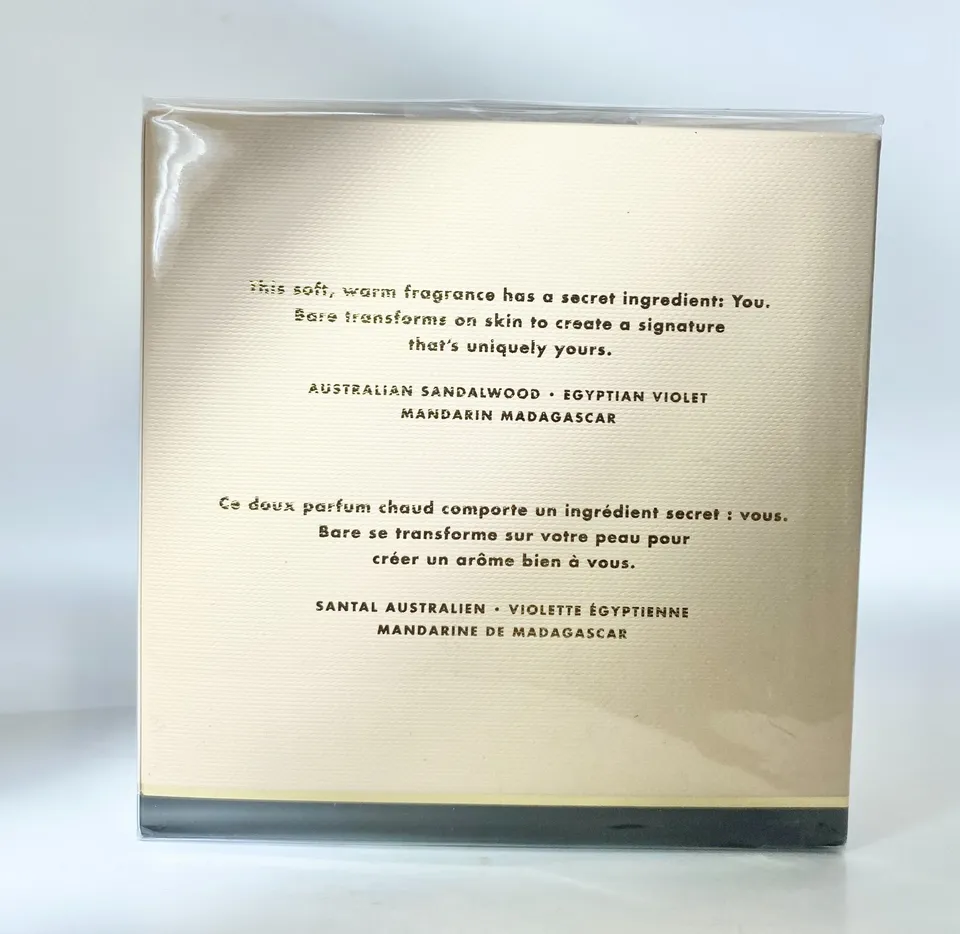 This soft, warm fragrance has a secret ingredient: You.
Bare transforms on skin to create a signature
that's uniquely yours.
AUSTRALIAN SANDALWOOD • EGYPTIAN VIOLET
MANDARIN MADAGASCAR
Ce doux parfum chaud comporte un ingrédient secret : vous.
Bare se transforme sur votre peau pour
créer un arôme bien à vous.
SANTAL AUSTRALIEN • VIOLETTE ÉGYPTIENNE
MANDARINE DE MADAGASCAR